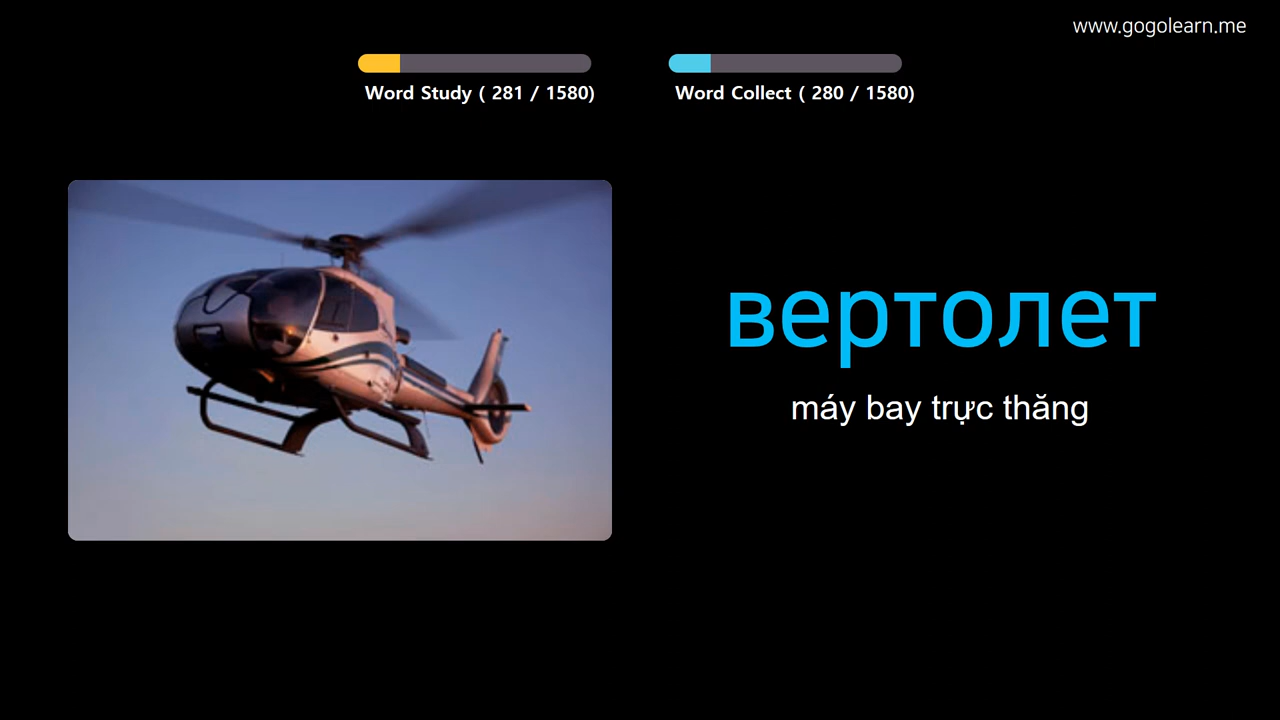 www.gogolearn.me
Word Study ( 281 / 1580)
Word Collect ( 280 / 1580)
вертолет
máy bay trực thăng